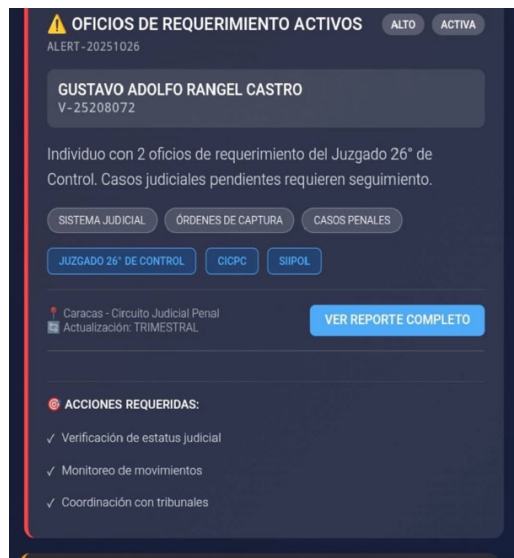 ⚠️ OFICIOS DE REQUERIMIENTO ACTIVOS ALTO ACTIVA
ALERT-20251026
GUSTAVO ADOLFO RANGEL CASTRO
V-25208072
Individuo con 2 oficios de requerimiento del Juzgado 26° de
Control. Casos judiciales pendientes requieren seguimiento.
SISTEMA JUDICIAL ÓRDENES DE CAPTURA CASOS PENALES
JUZGADO 26° DE CONTROL CICPC SIIPOL
📍 Caracas - Circuito Judicial Penal
🔄 Actualización: TRIMESTRAL
VER REPORTE COMPLETO
🎯 ACCIONES REQUERIDAS:
✓ Verificación de estatus judicial
✓ Monitoreo de movimientos
✓ Coordinación con tribunales